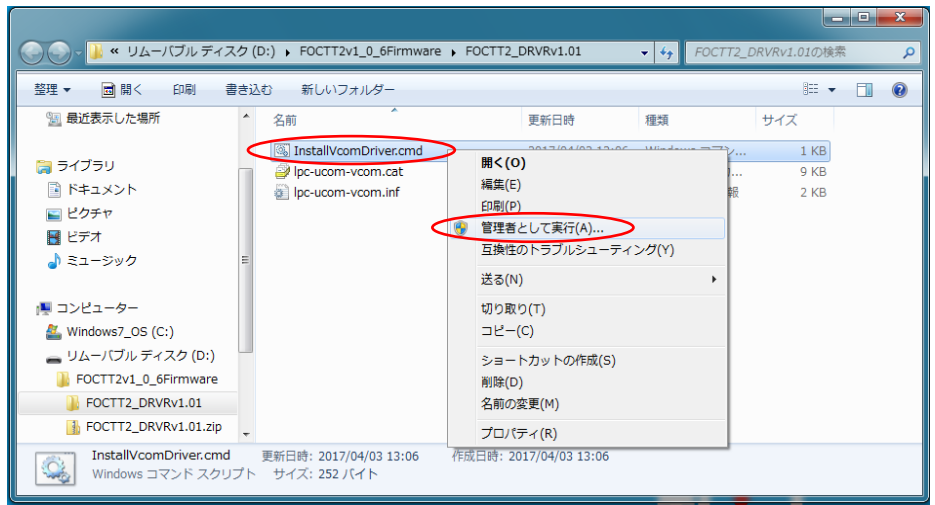 « リムーバブル ディスク (D:) ▸ FOCTT2v1_0_6Firmware ▸ FOCTT2_DRVRv1.01
FOCTT2_DRVRv1.01の検索
整理 開く 印刷 書き込む 新しいフォルダー
最近表示した場所
ライブラリ
ドキュメント
ピクチャ
ビデオ
ミュージック
コンピューター
Windows7_OS (C:)
リムーバブル ディスク (D:)
FOCTT2v1_0_6Firmware
FOCTT2_DRVRv1.01
FOCTT2_DRVRv1.01.zip
名前 更新日時 種類 サイズ
InstallVcomDriver.cmd 2017/04/03 13:06 Windows コマン... 1 KB
lpc-ucom-vcom.cat 9 KB
lpc-ucom-vcom.inf 報 2 KB
開く(O)
編集(E)
印刷(P)
管理者として実行(A)...
互換性のトラブルシューティング(Y)
送る(N)
切り取り(T)
コピー(C)
ショートカットの作成(S)
削除(D)
名前の変更(M)
プロパティ(R)
InstallVcomDriver.cmd 更新日時: 2017/04/03 13:06 作成日時: 2017/04/03 13:06
Windows コマンド スクリプト サイズ: 252 バイト